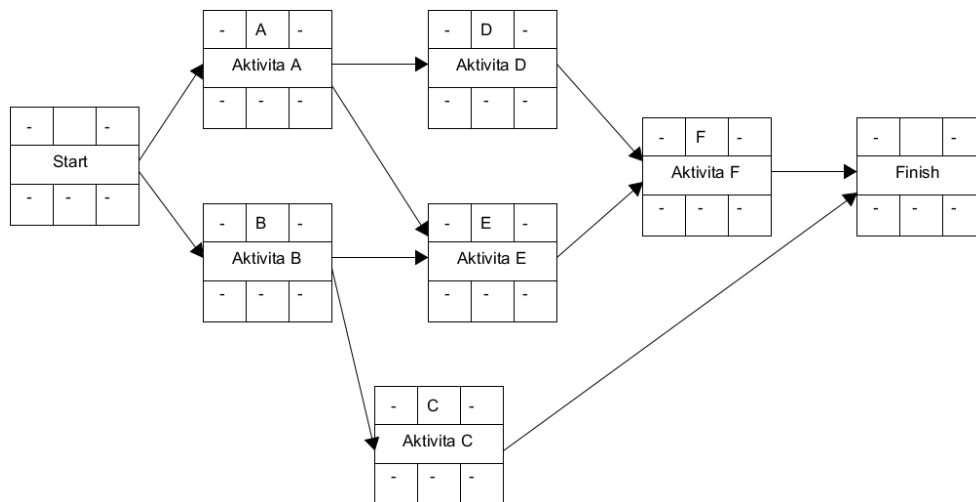 - A -
Aktivita A
- - -
- D -
Aktivita D
- - -
- -
Start
- - -
- F -
Aktivita F
- - -
- -
Finish
- - -
- B -
Aktivita B
- - -
- E -
Aktivita E
- - -
- C -
Aktivita C
- - -